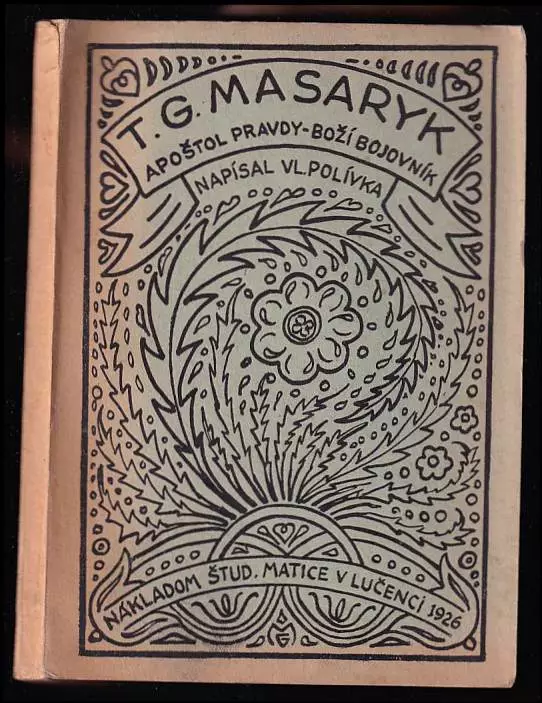 T. G. MASARYK
APOŠTOL PRAVDY-BOŽÍ BOJOVNÍK
NAPÍSAL VL. POLÍVKA
NÁKLADOM ŠTUD. MATICE V LUČENCI 1926